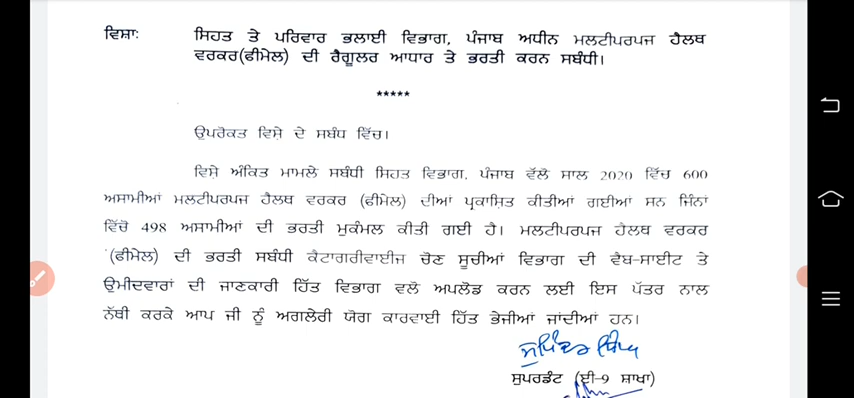 ਵਿਸ਼ਾ: ਸਿਹਤ ਤੇ ਪਰਿਵਾਰ ਭਲਾਈ ਵਿਭਾਗ, ਪੰਜਾਬ ਅਧੀਨ ਮਲਟੀਪਰਪਜ ਹੈਲਥ
ਵਰਕਰ(ਫੀਮੇਲ) ਦੀ ਰੈਗੂਲਰ ਆਧਾਰ ਤੇ ਭਰਤੀ ਕਰਨ ਸਬੰਧੀ।
*****
ਉਪਰੋਕਤ ਵਿਸ਼ੇ ਦੇ ਸਬੰਧ ਵਿੱਚ।
ਵਿਸ਼ੇ ਅੰਕਿਤ ਮਾਮਲੇ ਸਬੰਧੀ ਸਿਹਤ ਵਿਭਾਗ, ਪੰਜਾਬ ਵੱਲੋਂ ਸਾਲ 2020 ਵਿੱਚ 600
ਅਸਾਮੀਆਂ ਮਲਟੀਪਰਪਜ ਹੈਲਥ ਵਰਕਰ (ਫੀਮੇਲ) ਦੀਆਂ ਪ੍ਰਕਾਸ਼ਿਤ ਕੀਤੀਆਂ ਗਈਆਂ ਸਨ ਜਿੰਨਾਂ
ਵਿੱਚੋ 498 ਅਸਾਮੀਆਂ ਦੀ ਭਰਤੀ ਮੁਕੰਮਲ ਕੀਤੀ ਗਈ ਹੈ। ਮਲਟੀਪਰਪਜ ਹੈਲਥ ਵਰਕਰ
(ਫੀਮੇਲ) ਦੀ ਭਰਤੀ ਸਬੰਧੀ ਕੈਟਾਗਰੀਵਾਈਜ ਚੋਣ ਸੂਚੀਆਂ ਵਿਭਾਗ ਦੀ ਵੈਬ-ਸਾਈਟ ਤੇ
ਉਮੀਦਵਾਰਾਂ ਦੀ ਜਾਣਕਾਰੀ ਹਿੱਤ ਵਿਭਾਗ ਵਲੋ ਅਪਲੋਡ ਕਰਨ ਲਈ ਇਸ ਪੱਤਰ ਨਾਲ
ਨੱਥੀ ਕਰਕੇ ਆਪ ਜੀ ਨੂੰ ਅਗਲੇਰੀ ਯੋਗ ਕਾਰਵਾਈ ਹਿੱਤ ਭੇਜੀਆਂ ਜਾਂਦੀਆਂ ਹਨ।
ਸੁਪਰਡੰਟ (ਈ-9 ਸ਼ਾਖਾ)